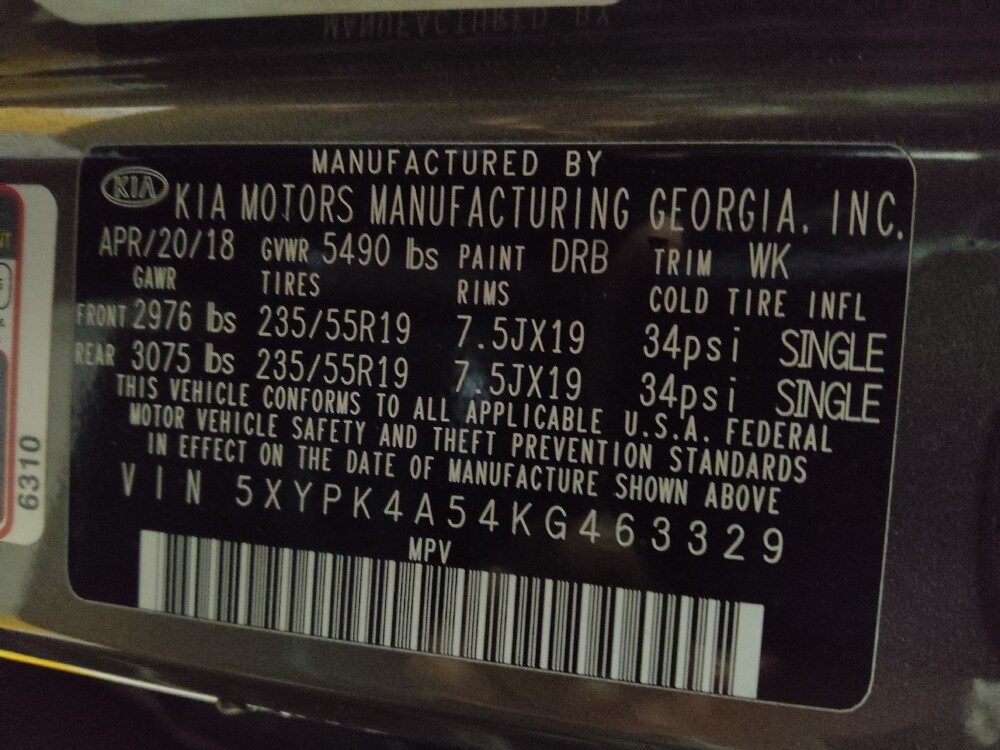 MANUFACTURED BY
KIA KIA MOTORS MANUFACTURING GEORGIA, INC.
APR/20/18 GVWR 5490 lbs PAINT DRB TRIM WK
GAWR TIRES RIMS COLD TIRE INFL
FRONT 2976 lbs 235/55R19 7.5JX19 34psi SINGLE
REAR 3075 lbs 235/55R19 7.5JX19 34psi SINGLE
THIS VEHICLE CONFORMS TO ALL APPLICABLE U.S.A. FEDERAL
MOTOR VEHICLE SAFETY AND THEFT PREVENTION STANDARDS
IN EFFECT ON THE DATE OF MANUFACTURE SHOWN ABOVE
VIN 5XYPK4A54KG463329
MPV
6310